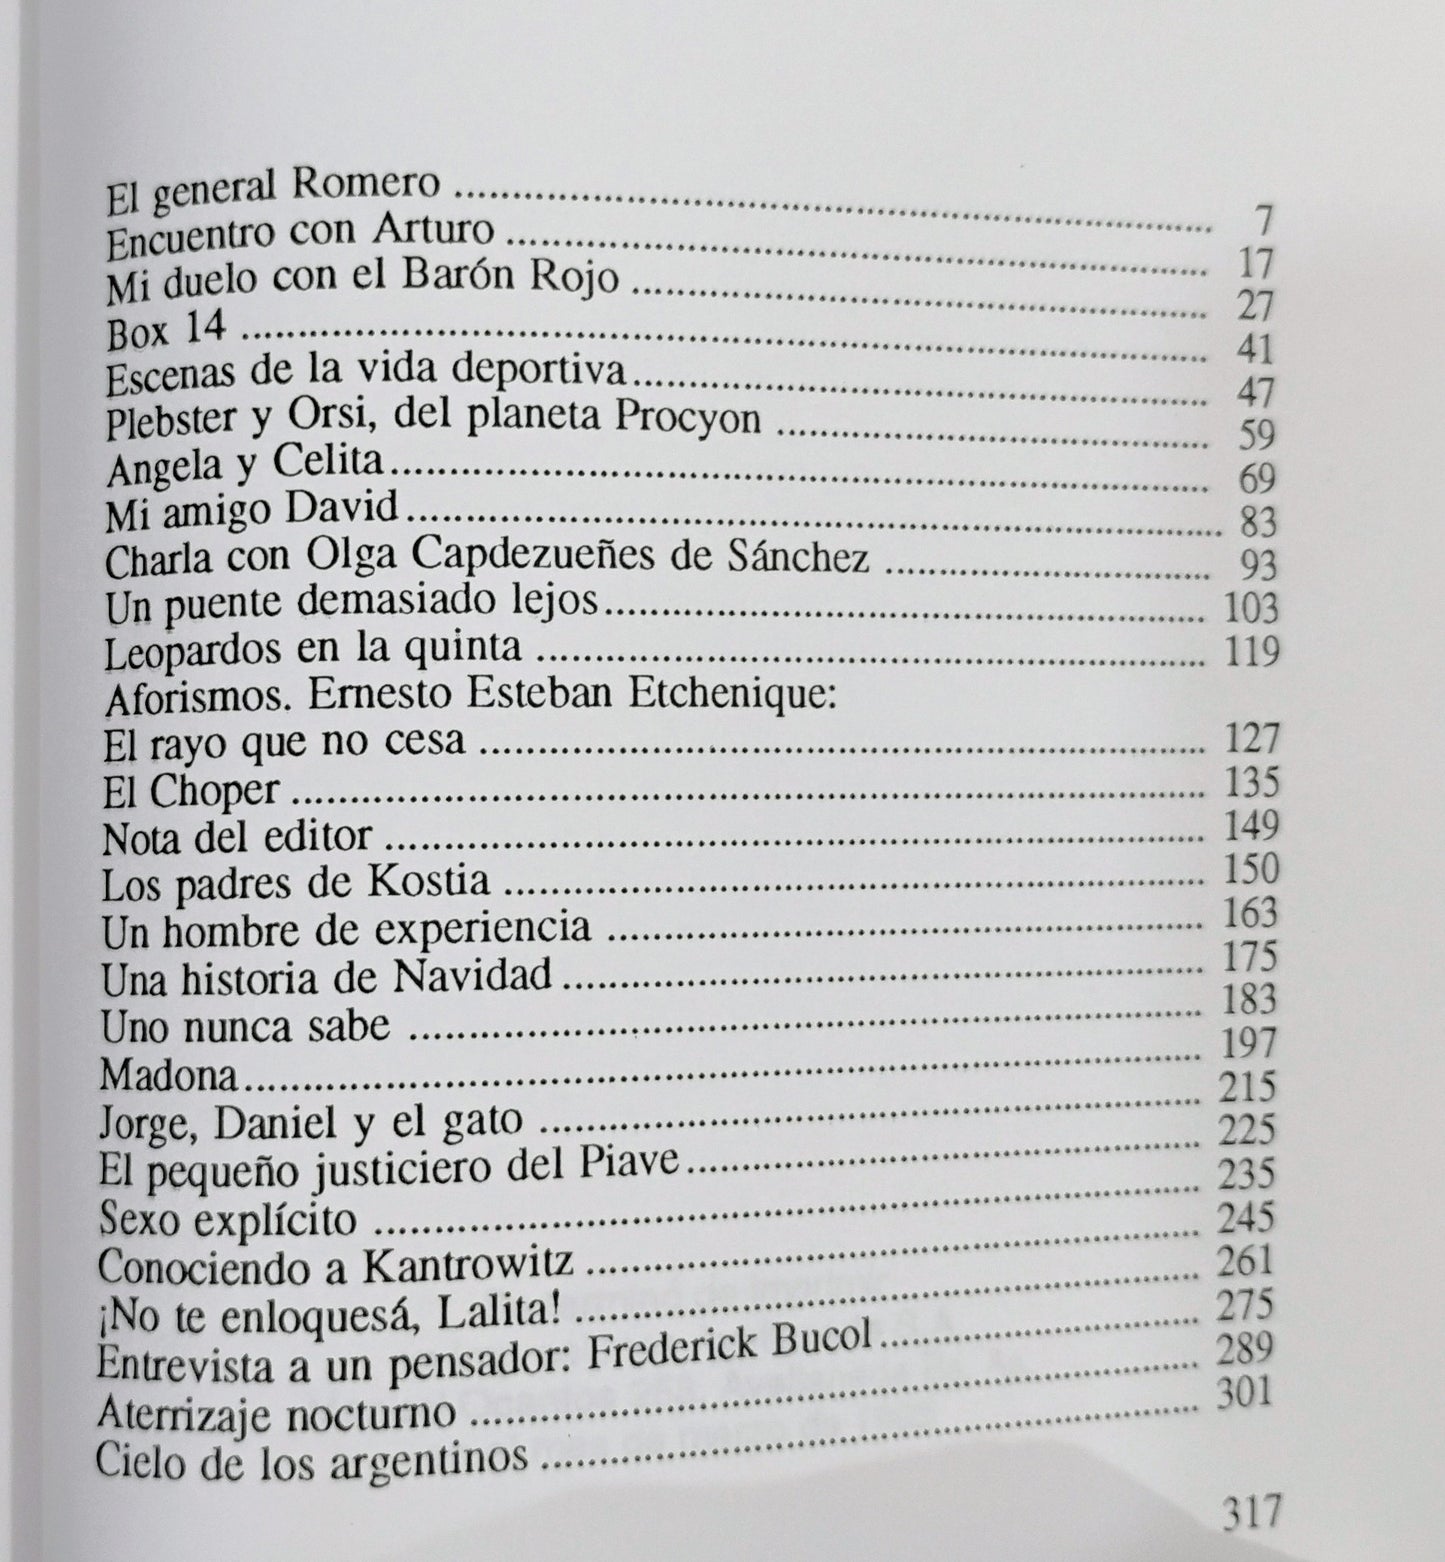 El general Romero ........ 7
Encuentro con Arturo ........ 17
Mi duelo con el Barón Rojo ........ 27
Box 14 ........ 41
Escenas de la vida deportiva ........ 47
Plebster y Orsi, del planeta Procyon ........ 59
Angela y Celita ........ 69
Mi amigo David ........ 83
Charla con Olga Capdezueñes de Sánchez ........ 93
Un puente demasiado lejos ........ 103
Leopardos en la quinta ........ 119
Aforismos. Ernesto Esteban Etchenique:
El rayo que no cesa ........ 127
El Choper ........ 135
Nota del editor ........ 149
Los padres de Kostia ........ 150
Un hombre de experiencia ........ 163
Una historia de Navidad ........ 175
Uno nunca sabe ........ 183
Madona ........ 197
Jorge, Daniel y el gato ........ 215
El pequeño justiciero del Piave ........ 225
Sexo explícito ........ 235
Conociendo a Kantrowitz ........ 245
¡No te enloquesá, Lalita! ........ 261
Entrevista a un pensador: Frederick Bucol ........ 275
Aterrizaje nocturno ........ 289
Cielo de los argentinos ........ 301
317